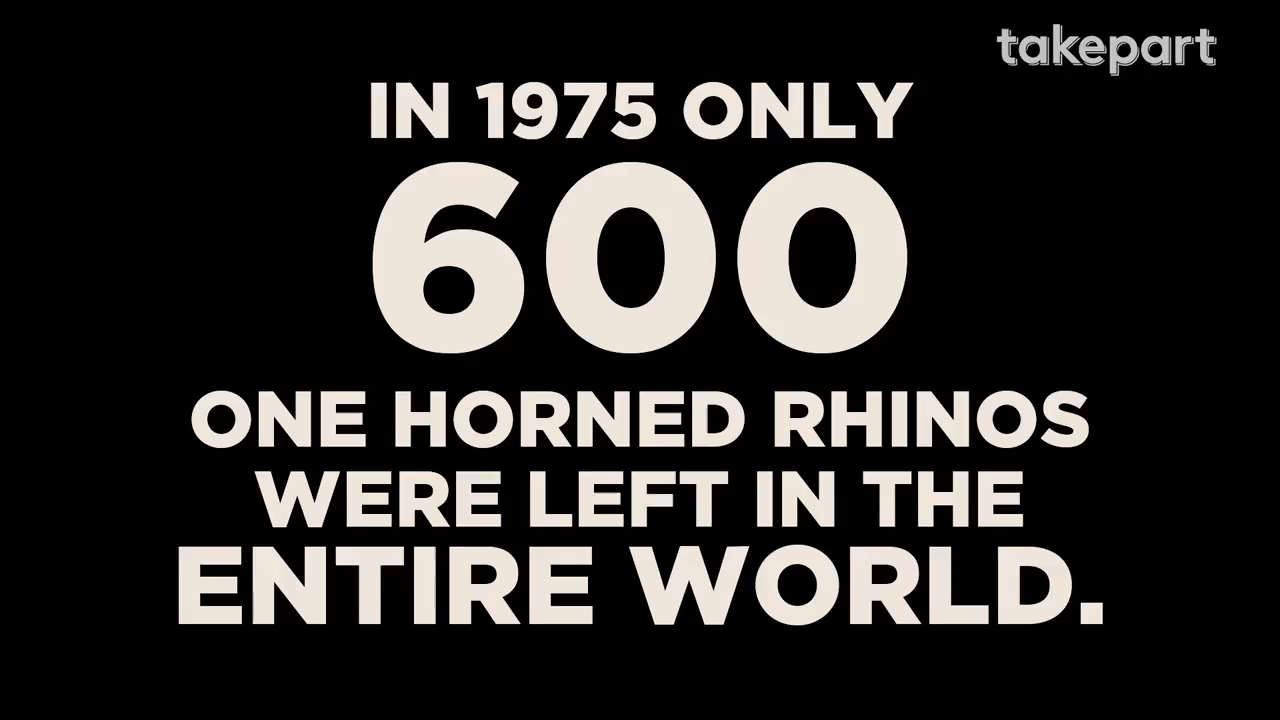 takepart
IN 1975 ONLY
600
ONE HORNED RHINOS
WERE LEFT IN THE
ENTIRE WORLD.